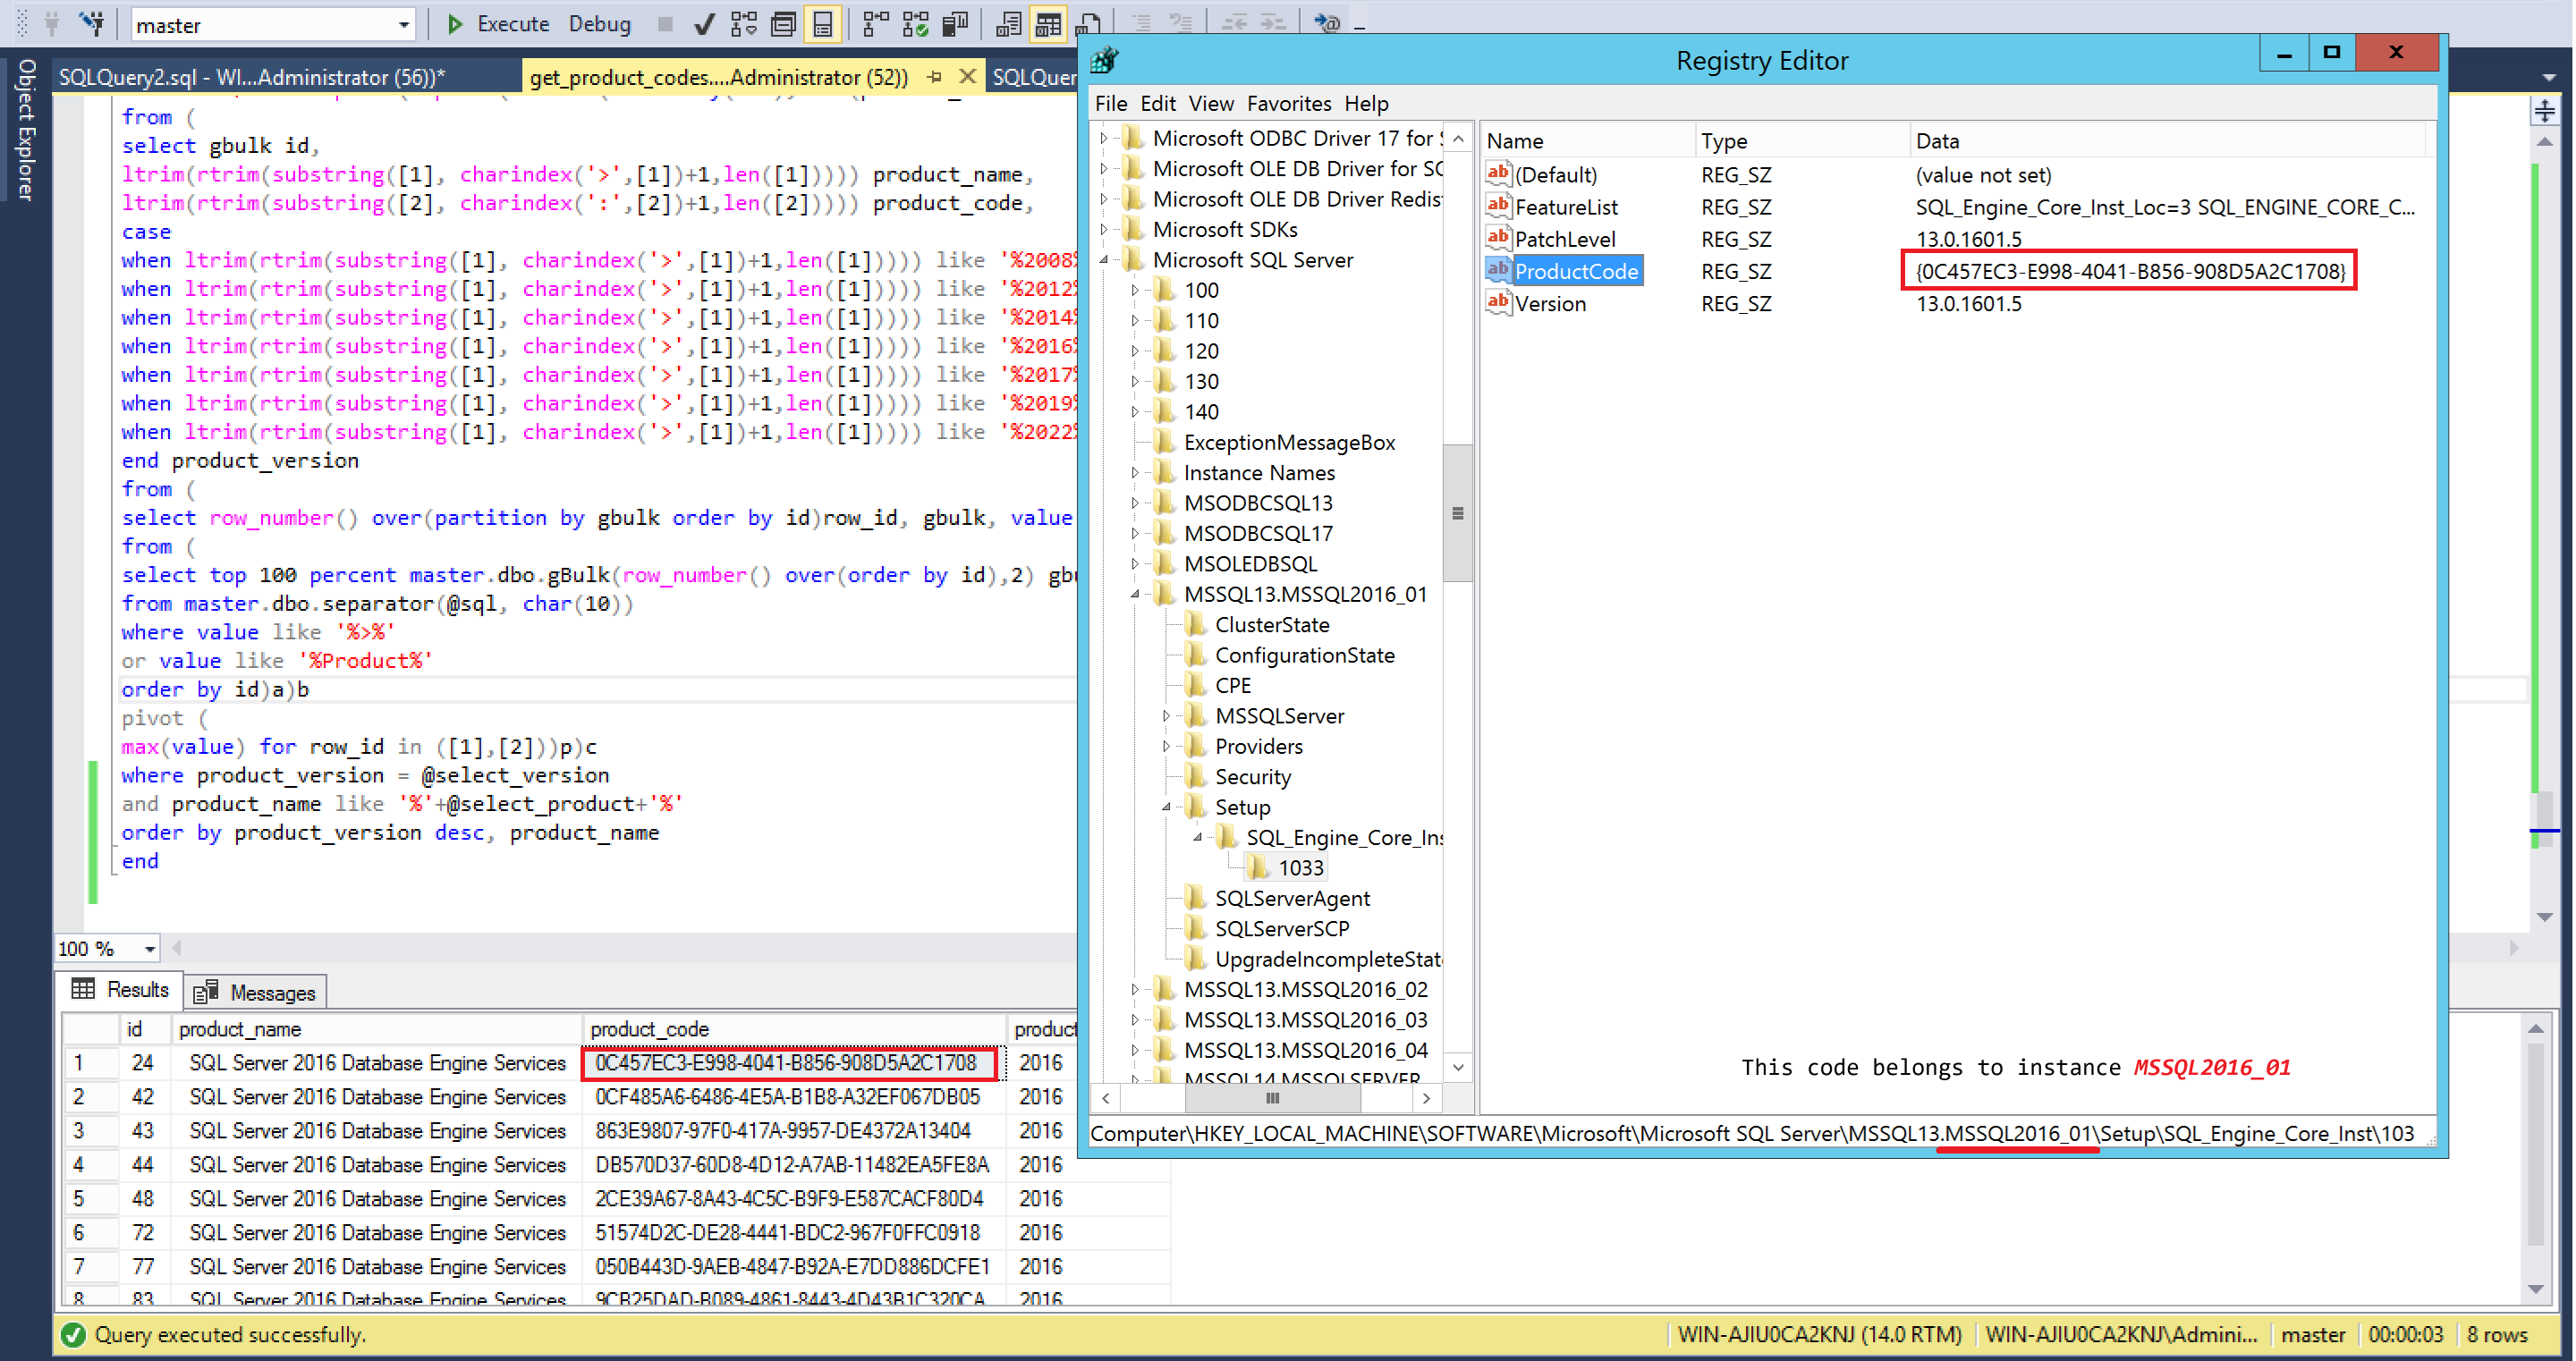 master
Execute
Debug
Object Explorer
SQLQuery2.sql - WI...Administrator (56))*
get_product_codes....Administrator (52))
SQLQuer
from (
select gbulk id,
ltrim(rtrim(substring([1], charindex('>',[1])+1,len([1])))) product_name,
ltrim(rtrim(substring([2], charindex(':',[2])+1,len([2])))) product_code,
case
when ltrim(rtrim(substring([1], charindex('>',[1])+1,len([1])))) like '%2008%
when ltrim(rtrim(substring([1], charindex('>',[1])+1,len([1])))) like '%2012%
when ltrim(rtrim(substring([1], charindex('>',[1])+1,len([1])))) like '%2014%
when ltrim(rtrim(substring([1], charindex('>',[1])+1,len([1])))) like '%2016%
when ltrim(rtrim(substring([1], charindex('>',[1])+1,len([1])))) like '%2017%
when ltrim(rtrim(substring([1], charindex('>',[1])+1,len([1])))) like '%2019%
when ltrim(rtrim(substring([1], charindex('>',[1])+1,len([1])))) like '%2022%
end product_version
from (
select row_number() over(partition by gbulk order by id)row_id, gbulk, value
from (
select top 100 percent master.dbo.gBulk(row_number() over(order by id),2) gbu
from master.dbo.separator(@sql, char(10))
where value like '%>%'
or value like '%Product%'
order by id)a)b
pivot (
max(value) for row_id in ([1],[2]))p)c
where product_version = @select_version
and product_name like '%'+@select_product+'%'
order by product_version desc, product_name
end
100 %
Results
Messages
id product_name product_code product
1 24 SQL Server 2016 Database Engine Services 0C457EC3-E998-4041-B856-908D5A2C1708 2016
2 42 SQL Server 2016 Database Engine Services 0CF485A6-6486-4E5A-B1B8-A32EF067DB05 2016
3 43 SQL Server 2016 Database Engine Services 863E9807-97F0-417A-9957-DE4372A13404 2016
4 44 SQL Server 2016 Database Engine Services DB570D37-60D8-4D12-A7AB-11482EA5FE8A 2016
5 48 SQL Server 2016 Database Engine Services 2CE39A67-8A43-4C5C-B9F9-E587CACF80D4 2016
6 72 SQL Server 2016 Database Engine Services 51574D2C-DE28-4441-BDC2-967F0FFC0918 2016
7 77 SQL Server 2016 Database Engine Services 050B443D-9AEB-4847-B92A-E7DD886DCFE1 2016
8 83 SQL Server 2016 Database Engine Services 9CB25DAD-B089-4861-8443-4D43B1C320CA 2016
Query executed successfully.
WIN-AJIU0CA2KNJ (14.0 RTM)
WIN-AJIU0CA2KNJ\Admini...
master
00:00:03
8 rows
Registry Editor
File Edit View Favorites Help
Microsoft ODBC Driver 17 for S
Microsoft OLE DB Driver for SQ
Microsoft OLE DB Driver Redis
Microsoft SDKs
Microsoft SQL Server
100
110
120
130
140
ExceptionMessageBox
Instance Names
MSODBCSQL13
MSODBCSQL17
MSOLEDBSQL
MSSQL13.MSSQL2016_01
ClusterState
ConfigurationState
CPE
MSSQLServer
Providers
Security
Setup
SQL_Engine_Core_Ins
1033
SQLServerAgent
SQLServerSCP
UpgradeIncompleteState
MSSQL13.MSSQL2016_02
MSSQL13.MSSQL2016_03
MSSQL13.MSSQL2016_04
MSSQL14.MSSQLSERVER
Name Type Data
(Default) REG_SZ (value not set)
FeatureList REG_SZ SQL_Engine_Core_Inst_Loc=3 SQL_ENGINE_CORE_C...
PatchLevel REG_SZ 13.0.1601.5
ProductCode REG_SZ {0C457EC3-E998-4041-B856-908D5A2C1708}
Version REG_SZ 13.0.1601.5
This code belongs to instance MSSQL2016_01
Computer\HKEY_LOCAL_MACHINE\SOFTWARE\Microsoft\Microsoft SQL Server\MSSQL13.MSSQL2016_01\Setup\SQL_Engine_Core_Inst\103